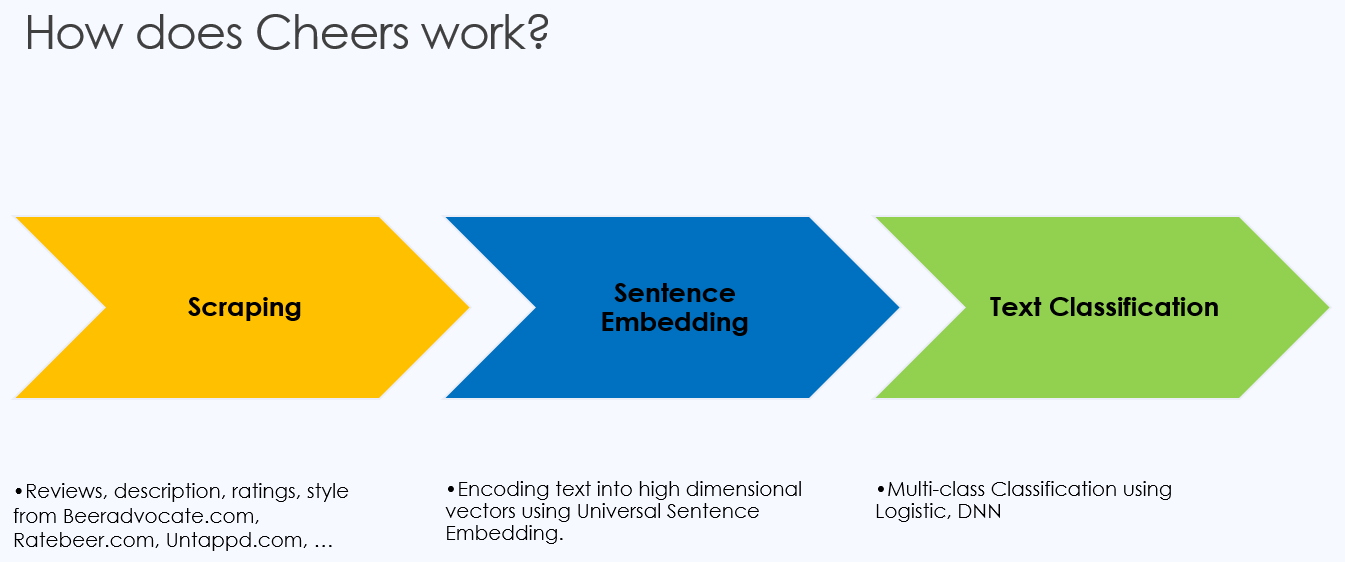 How does Cheers work?
Scraping
Sentence
Embedding
Text Classification
•Reviews, description, ratings, style
from Beeradvocate.com,
Ratebeer.com, Untappd.com, …
•Encoding text into high dimensional
vectors using Universal Sentence
Embedding.
•Multi-class Classification using
Logistic, DNN